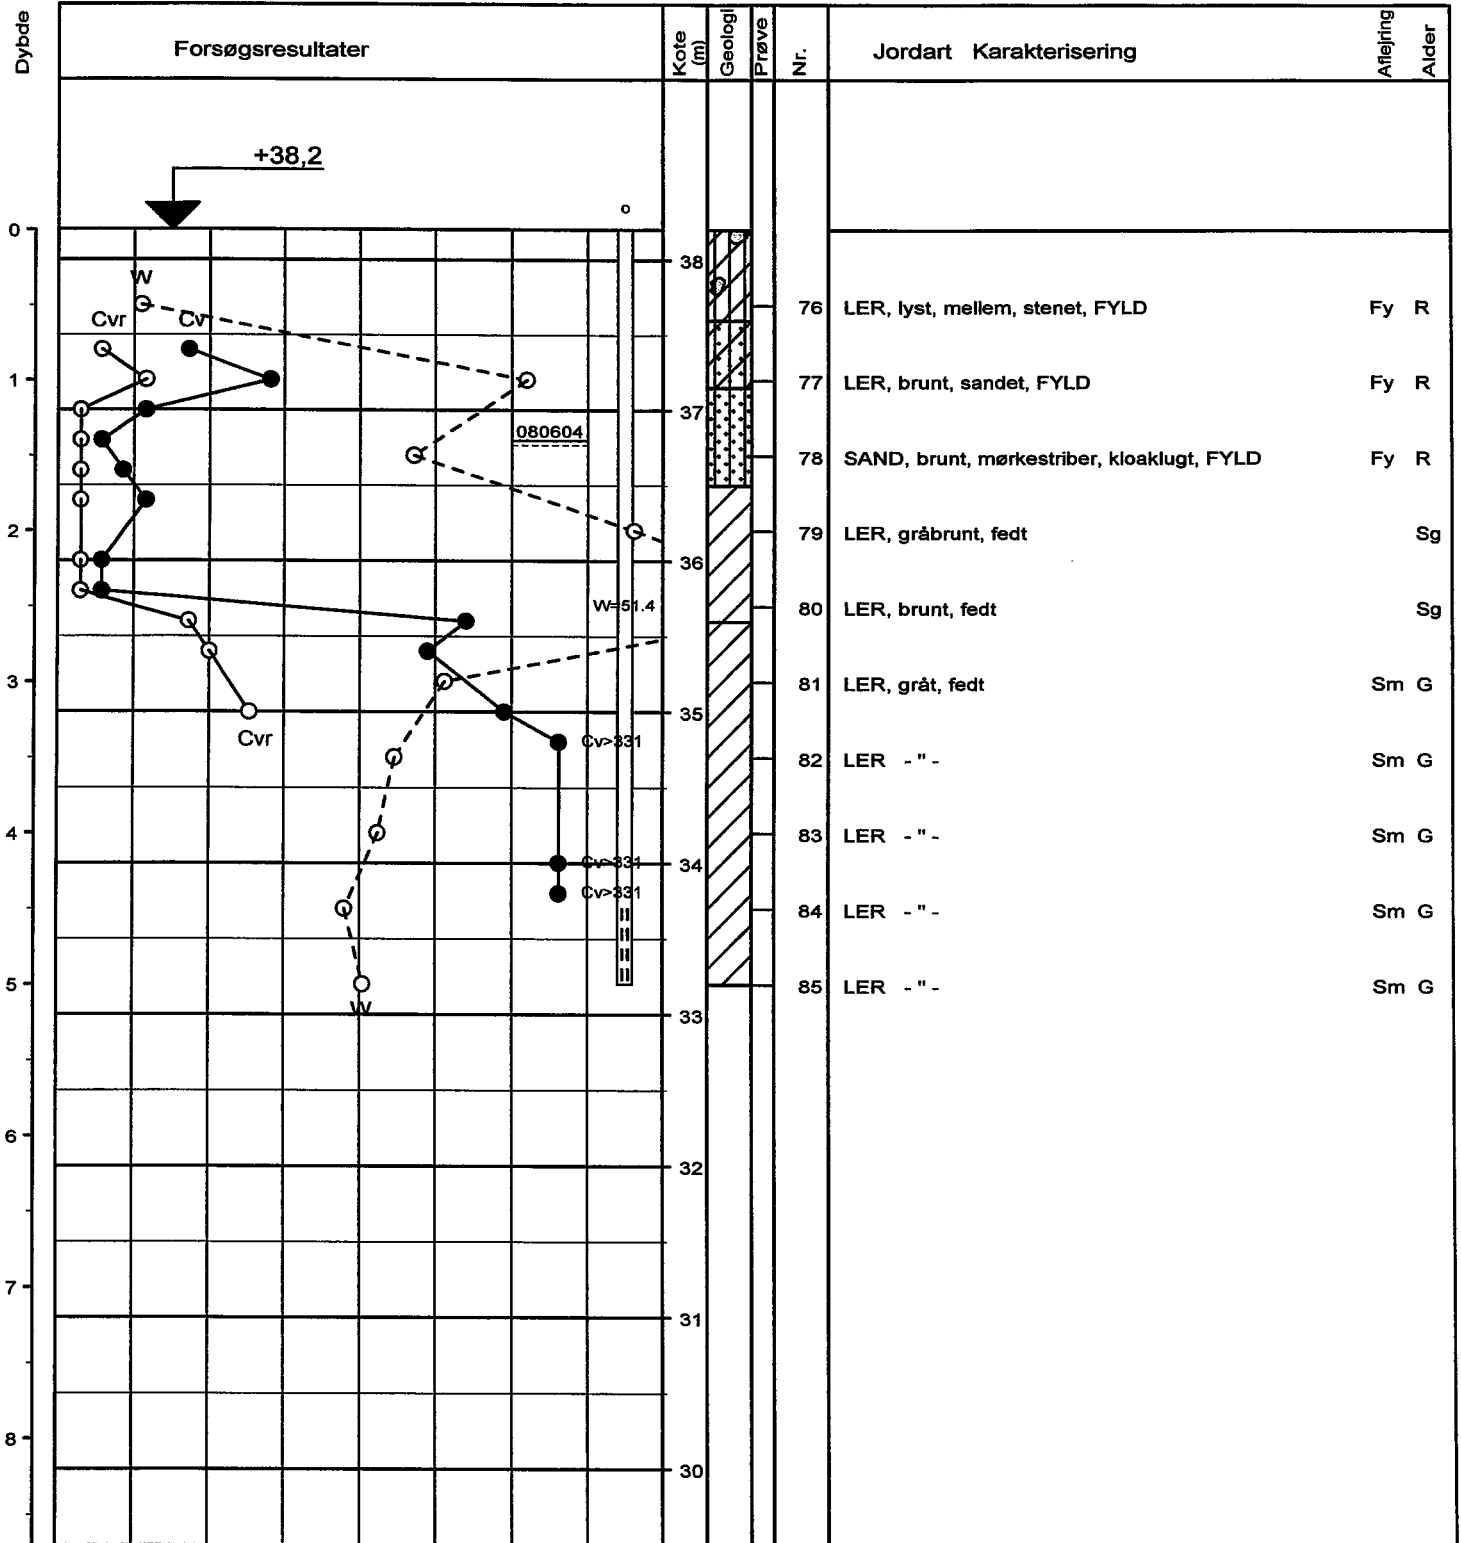 Dybde
Forsøgsresultater
Kote (m)
Geologi
Prøve
Nr.
Jordart Karakterisering
Aflejring
Alder
+38,2
o
0
38
W
76 LER, lyst, mellem, stenet, FYLD Fy R
Cvr Cv
1
77 LER, brunt, sandet, FYLD Fy R
37
080604
78 SAND, brunt, mørkestriber, kloaklugt, FYLD Fy R
2
79 LER, gråbrunt, fedt Sg
36
W=51.4
80 LER, brunt, fedt Sg
3
81 LER, gråt, fedt Sm G
35
Cvr
Cv>331
82 LER - " - Sm G
4
83 LER - " - Sm G
Cv>331
34
Cv>331
84 LER - " - Sm G
5
85 LER - " - Sm G
W
33
6
32
7
31
8
30